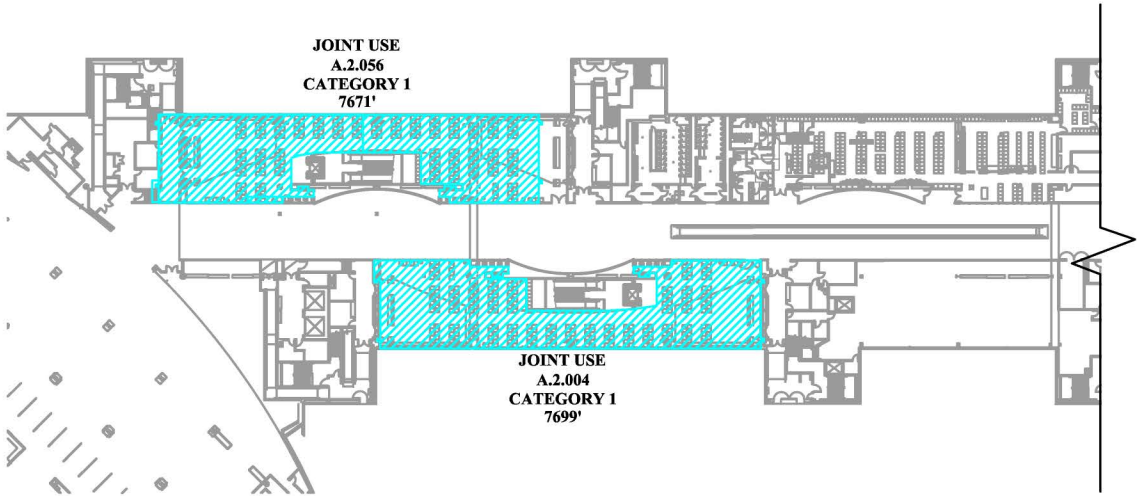 JOINT USE
A.2.056
CATEGORY 1
7671'
JOINT USE
A.2.004
CATEGORY 1
7699'